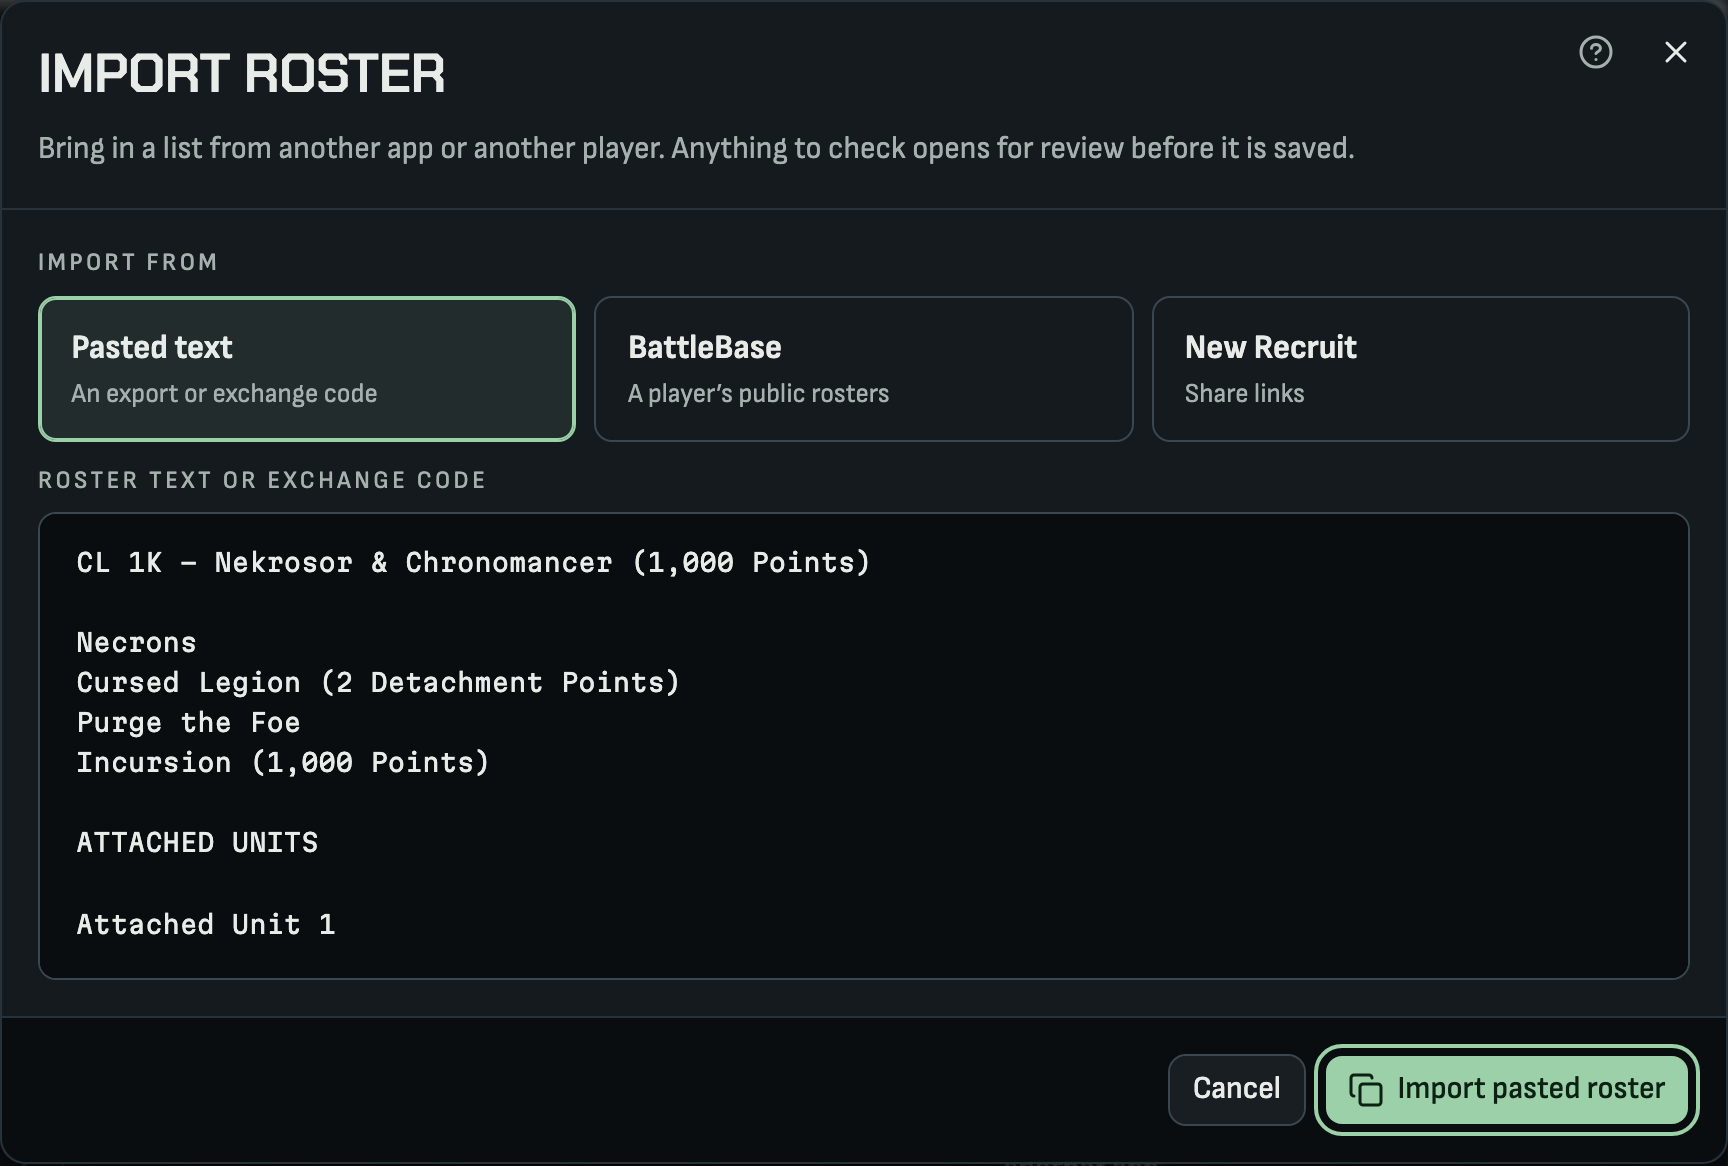 IMPORT ROSTER
Bring in a list from another app or another player. Anything to check opens for review before it is saved.
IMPORT FROM
Pasted text
An export or exchange code
BattleBase
A player’s public rosters
New Recruit
Share links
ROSTER TEXT OR EXCHANGE CODE
CL 1K – Nekrosor & Chronomancer (1,000 Points)
Necrons
Cursed Legion (2 Detachment Points)
Purge the Foe
Incursion (1,000 Points)
ATTACHED UNITS
Attached Unit 1
Cancel
Import pasted roster